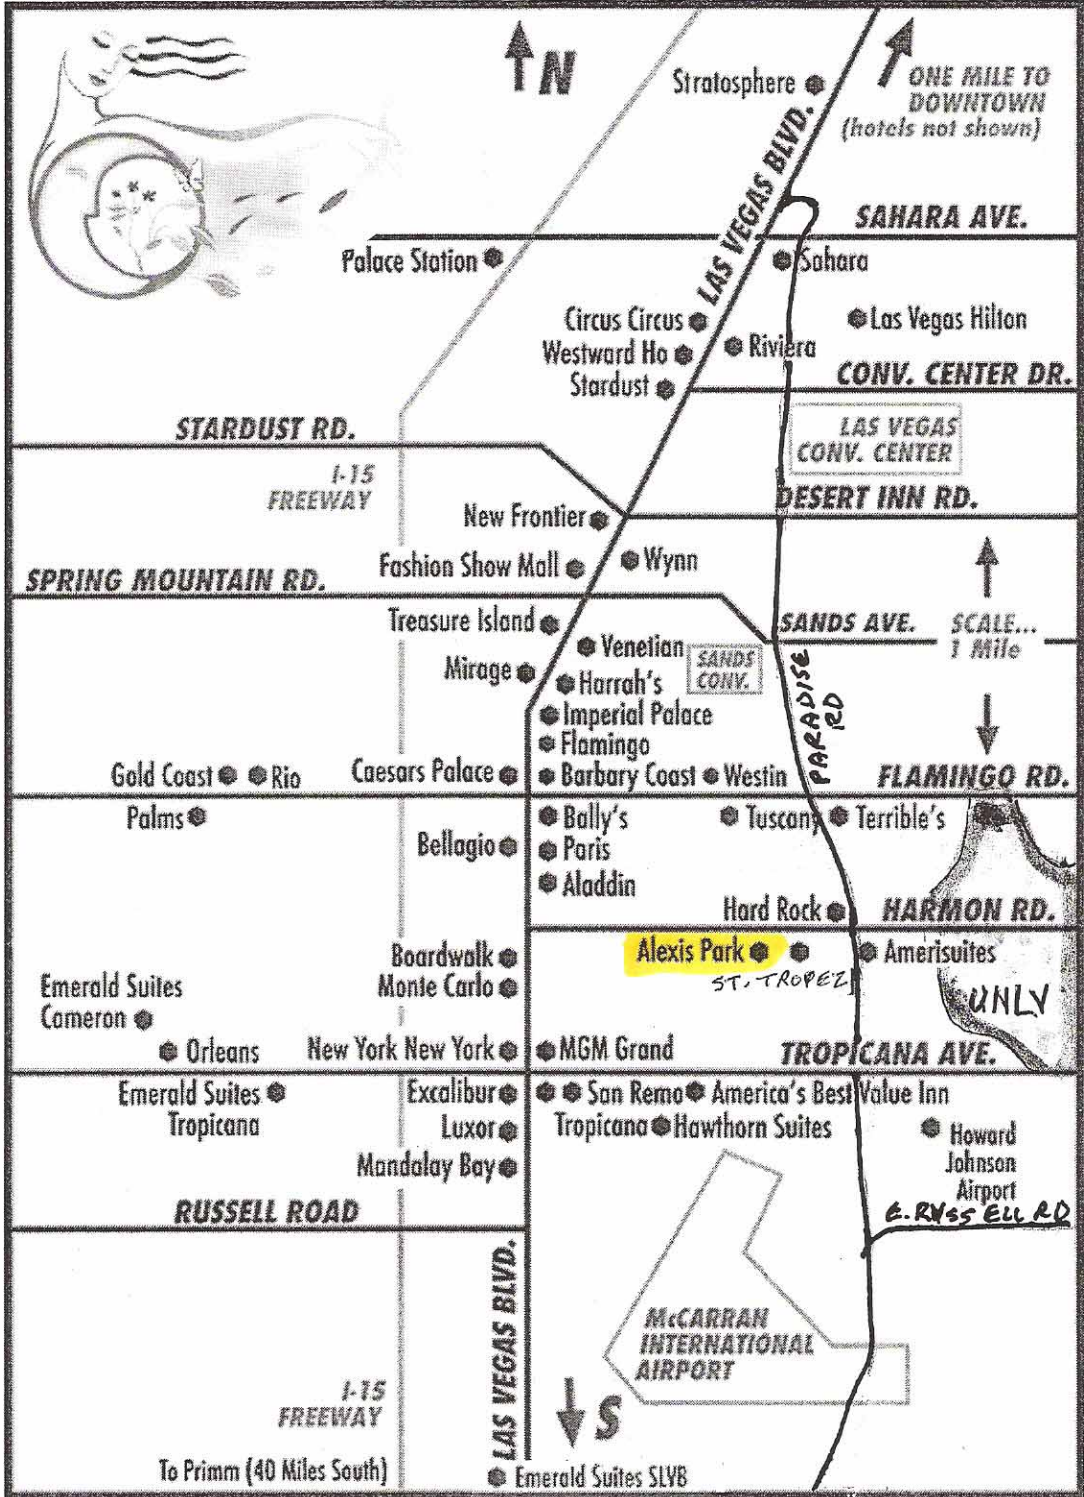 N
Stratosphere
ONE MILE TO
DOWNTOWN
(hotels not shown)
LAS VEGAS BLVD.
SAHARA AVE.
Palace Station
Sahara
Circus Circus
Las Vegas Hilton
Westward Ho
Riviera
Stardust
CONV. CENTER DR.
STARDUST RD.
LAS VEGAS
CONV. CENTER
I-15
FREEWAY
DESERT INN RD.
New Frontier
Fashion Show Mall
Wynn
SPRING MOUNTAIN RD.
Treasure Island
SANDS AVE.
SCALE...
1 Mile
Venetian
SANDS
CONV.
Mirage
Harrah's
PARADISE
RD
Imperial Palace
Flamingo
Gold Coast
Rio
Caesars Palace
Barbary Coast
Westin
FLAMINGO RD.
Palms
Bally's
Tuscany
Terrible's
Bellagio
Paris
Aladdin
Hard Rock
HARMON RD.
Boardwalk
Alexis Park
Amerisuites
ST. TROPEZ
Emerald Suites
Cameron
Monte Carlo
UNLV
Orleans
New York New York
MGM Grand
TROPICANA AVE.
Emerald Suites
Tropicana
Excalibur
San Remo
America's Best Value Inn
Luxor
Tropicana
Hawthorn Suites
Howard
Johnson
Airport
Mandalay Bay
RUSSELL ROAD
E. RUSSELL RD
LAS VEGAS BLVD.
McCARRAN
INTERNATIONAL
AIRPORT
I-15
FREEWAY
S
To Primm (40 Miles South)
Emerald Suites SLVB